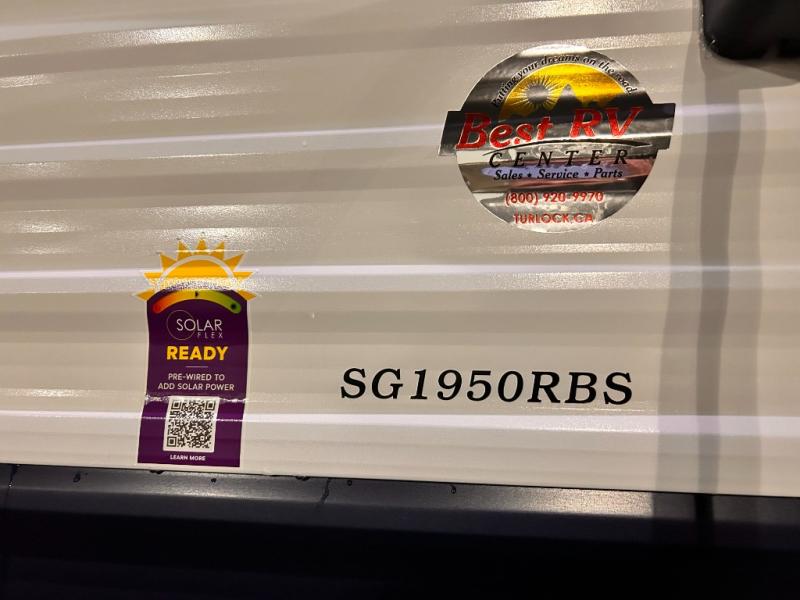 Putting your dreams on the road
Best RV
CENTER
Sales ★ Service ★ Parts
(800) 920-9970
TURLOCK, CA
SOLAR
FLEX
READY
PRE-WIRED TO
ADD SOLAR POWER
LEARN MORE
SG1950RBS